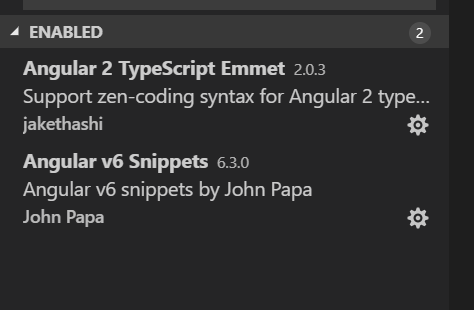 ENABLED 2
Angular 2 TypeScript Emmet 2.0.3
Support zen-coding syntax for Angular 2 type...
jakethashi
Angular v6 Snippets 6.3.0
Angular v6 snippets by John Papa
John Papa